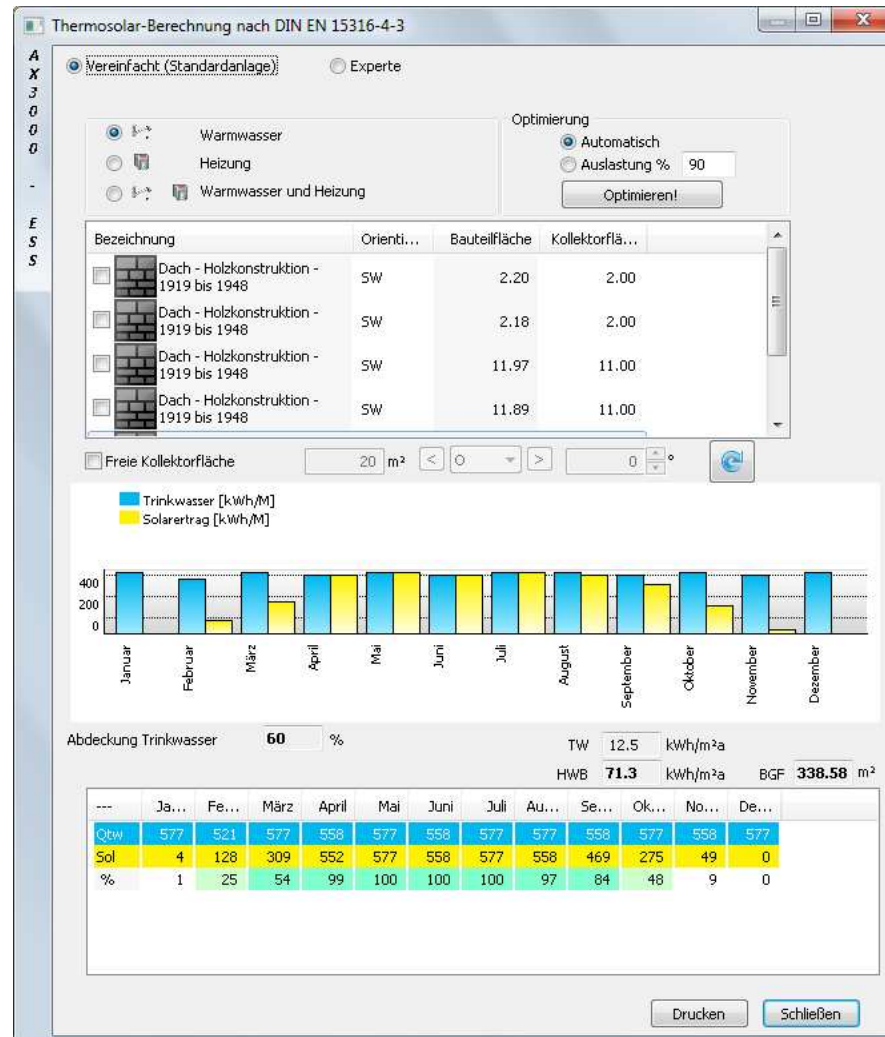 Thermosolar-Berechnung nach DIN EN 15316-4-3
AX3000 - ESS
Vereinfacht (Standardanlage)
Experte
Warmwasser
Heizung
Warmwasser und Heizung
Optimierung
Automatisch
Auslastung % 90
Optimieren!
Bezeichnung Orienti... Bauteilfläche Kollektorflä...
Dach - Holzkonstruktion -
1919 bis 1948 SW 2.20 2.00
Dach - Holzkonstruktion -
1919 bis 1948 SW 2.18 2.00
Dach - Holzkonstruktion -
1919 bis 1948 SW 11.97 11.00
Dach - Holzkonstruktion -
1919 bis 1948 SW 11.89 11.00
Freie Kollektorfläche 20 m² < O > 0 °
Trinkwasser [kWh/M]
Solarertrag [kWh/M]
400
200
0
Januar
Februar
März
April
Mai
Juni
Juli
August
September
Oktober
November
Dezember
Abdeckung Trinkwasser 60 %
TW 12.5 kWh/m²a
HWB 71.3 kWh/m²a BGF 338.58 m²
--- Ja... Fe... März April Mai Juni Juli Au... Se... Ok... No... De...
Qtw 577 521 577 558 577 558 577 577 558 577 558 577
Sol 4 128 309 552 577 558 577 558 469 275 49 0
% 1 25 54 99 100 100 100 97 84 48 9 0
Drucken
Schließen